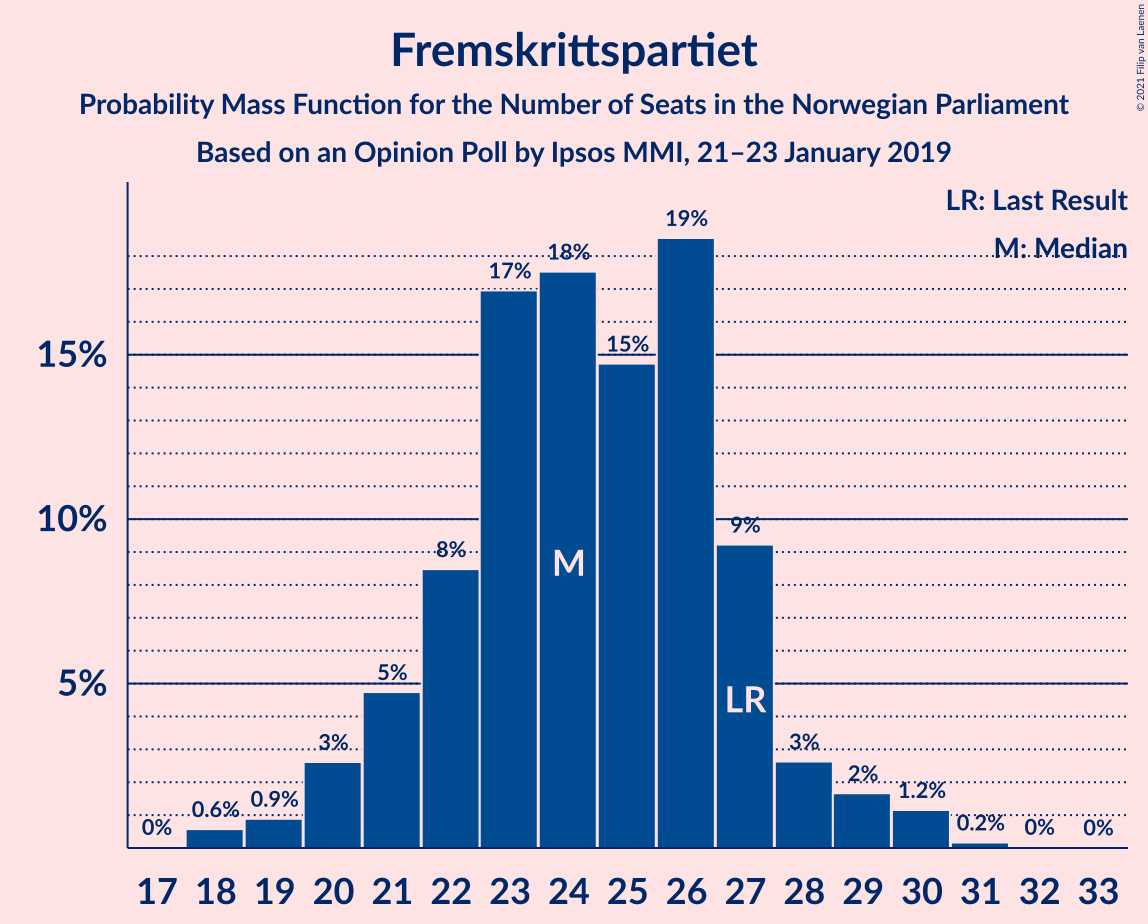 Fremskrittspartiet
Probability Mass Function for the Number of Seats in the Norwegian Parliament
Based on an Opinion Poll by Ipsos MMI, 21–23 January 2019
© 2021 Filip van Laenen
LR: Last Result
M: Median
15%
10%
5%
0%
0.6%
0.9%
3%
5%
8%
17%
18%
15%
19%
9%
3%
2%
1.2%
0.2%
0%
0%
M
LR
17 18 19 20 21 22 23 24 25 26 27 28 29 30 31 32 33